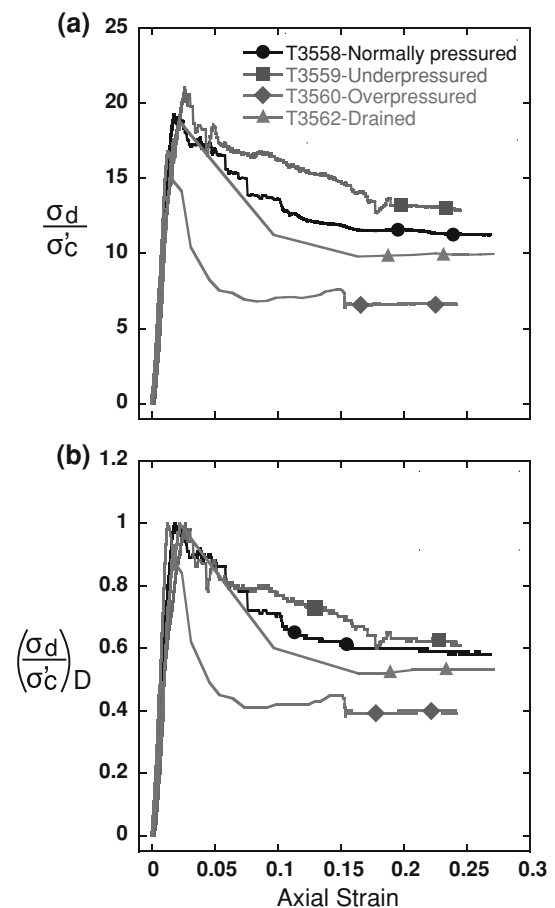 (a)
25
20
15
10
5
0
σd
σ'c
T3558-Normally pressured
T3559-Underpressured
T3560-Overpressured
T3562-Drained
(b)
1.2
1
0.8
0.6
0.4
0.2
0
(σd
σ'c)D
0 0.05 0.1 0.15 0.2 0.25 0.3
Axial Strain